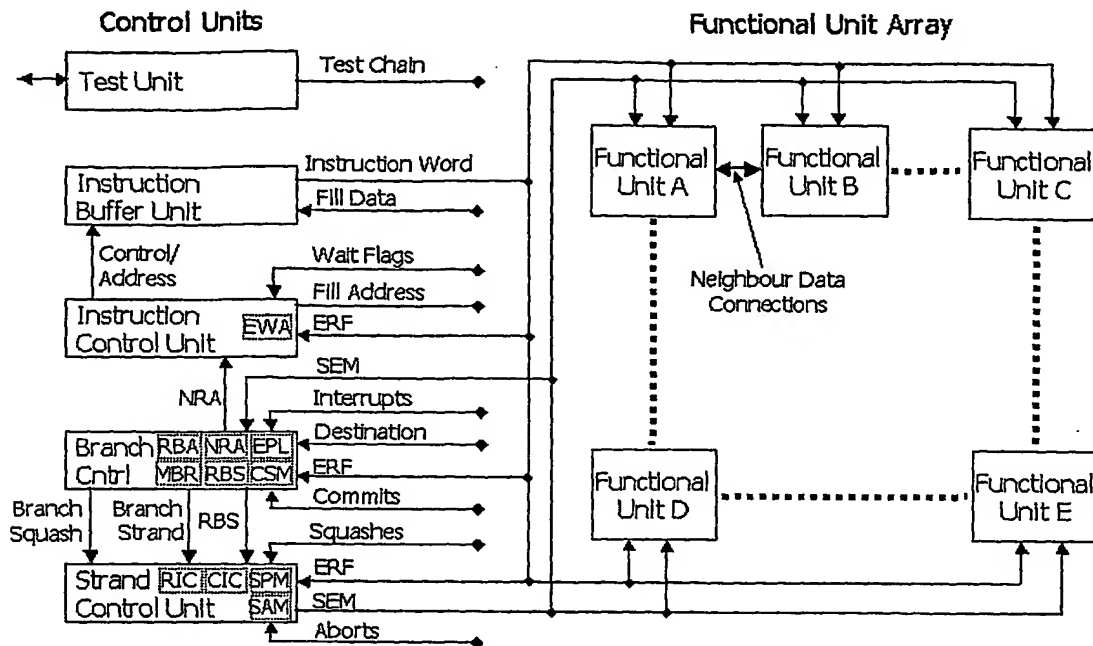 Control Units
Functional Unit Array
Test Unit
Test Chain
Instruction
Buffer Unit
Instruction Word
Fill Data
Control/
Address
Wait Flags
Fill Address
Instruction
Control Unit
EWA
ERF
SEM
NRA
Interrupts
Branch
Cntrl
RBA NRA EPL
MBR RBS CSM
Destination
ERF
Commits
Branch
Squash
Branch
Strand
RBS
Squashes
Strand
Control Unit
RIC CIC SPM
SAM
ERF
SEM
Aborts
Functional
Unit A
Functional
Unit B
Functional
Unit C
Neighbour Data
Connections
Functional
Unit D
Functional
Unit E